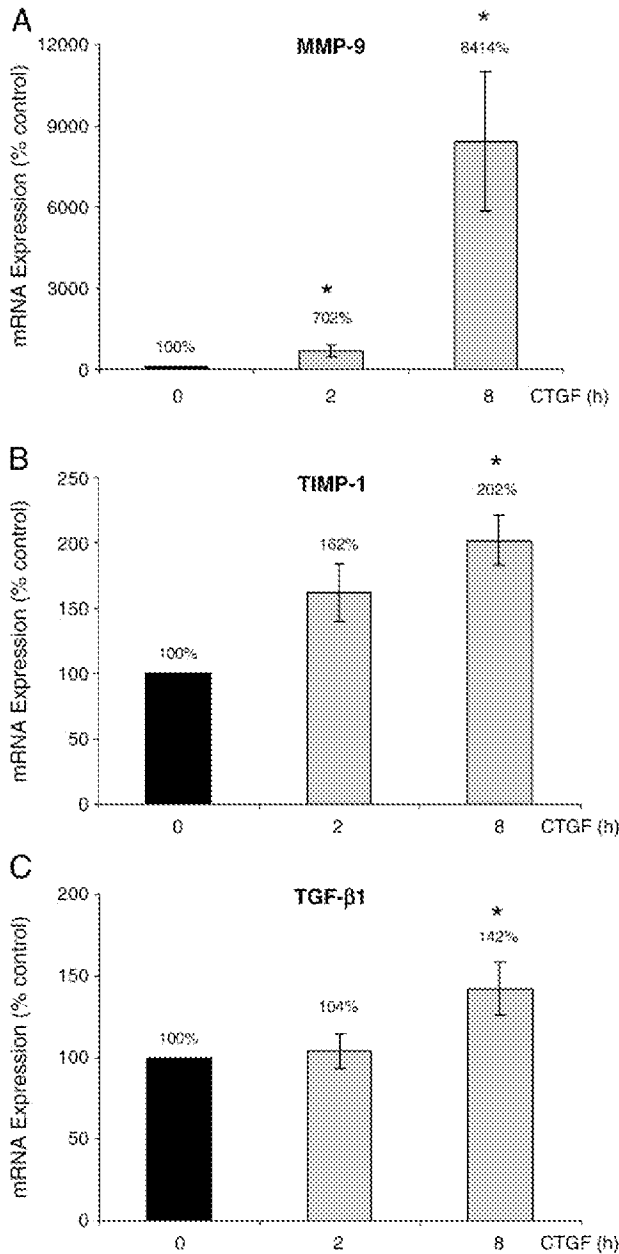 A
MMP-9
mRNA Expression (% control)
12000
9000
6000
3000
0
100%
*
702%
*
8414%
0 2 8 CTGF (h)
B
TIMP-1
mRNA Expression (% control)
250
200
150
100
50
0
100%
162%
*
202%
0 2 8 CTGF (h)
C
TGF-β1
mRNA Expression (% control)
200
150
100
50
0
100%
104%
*
142%
0 2 8 CTGF (h)